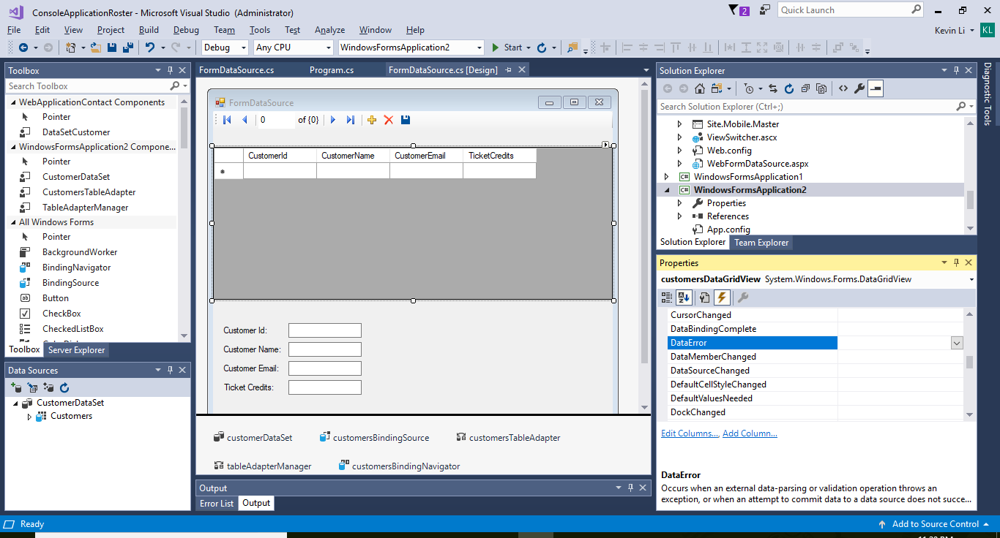 ConsoleApplicationRoster - Microsoft Visual Studio (Administrator)
2
Quick Launch
File Edit View Project Build Debug Team Tools Test Analyze Window Help
Kevin Li KL
Debug Any CPU WindowsFormsApplication2 Start
Toolbox
Search Toolbox
WebApplicationContact Components
Pointer
DataSetCustomer
WindowsFormsApplication2 Compone...
Pointer
CustomerDataSet
CustomersTableAdapter
TableAdapterManager
All Windows Forms
Pointer
BackgroundWorker
BindingNavigator
BindingSource
Button
CheckBox
CheckedListBox
Toolbox Server Explorer
Data Sources
CustomerDataSet
Customers
FormDataSource.cs Program.cs FormDataSource.cs [Design]
FormDataSource
0 of {0}
CustomerId CustomerName CustomerEmail TicketCredits
Customer Id:
Customer Name:
Customer Email:
Ticket Credits:
customerDataSet customersBindingSource customersTableAdapter
tableAdapterManager customersBindingNavigator
Output
Error List Output
Solution Explorer
Search Solution Explorer (Ctrl+;)
Site.Mobile.Master
ViewSwitcher.ascx
Web.config
WebFormDataSource.aspx
C# WindowsFormsApplication1
C# WindowsFormsApplication2
Properties
References
App.config
Solution Explorer Team Explorer
Properties
customersDataGridView System.Windows.Forms.DataGridView
CursorChanged
DataBindingComplete
DataError
DataMemberChanged
DataSourceChanged
DefaultCellStyleChanged
DefaultValuesNeeded
DockChanged
Edit Columns..., Add Column...
DataError
Occurs when an external data-parsing or validation operation throws an
exception, or when an attempt to commit data to a data source does not succe...
Diagnostic Tools
Ready
Add to Source Control